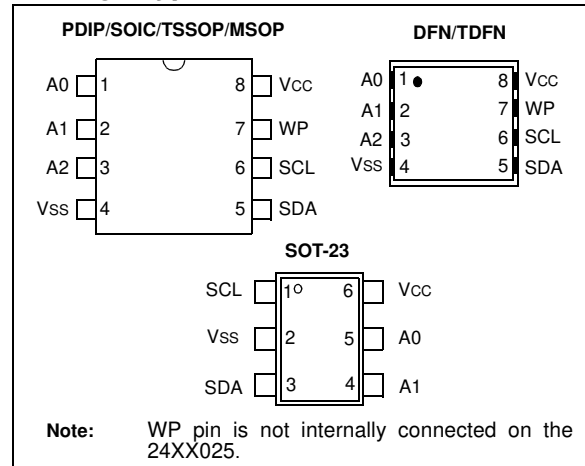 PDIP/SOIC/TSSOP/MSOP
A0 1 8 VCC
A1 2 7 WP
A2 3 6 SCL
VSS 4 5 SDA
DFN/TDFN
A0 1 8 VCC
A1 2 7 WP
A2 3 6 SCL
VSS 4 5 SDA
SOT-23
SCL 1 6 VCC
VSS 2 5 A0
SDA 3 4 A1
Note: WP pin is not internally connected on the
24XX025.